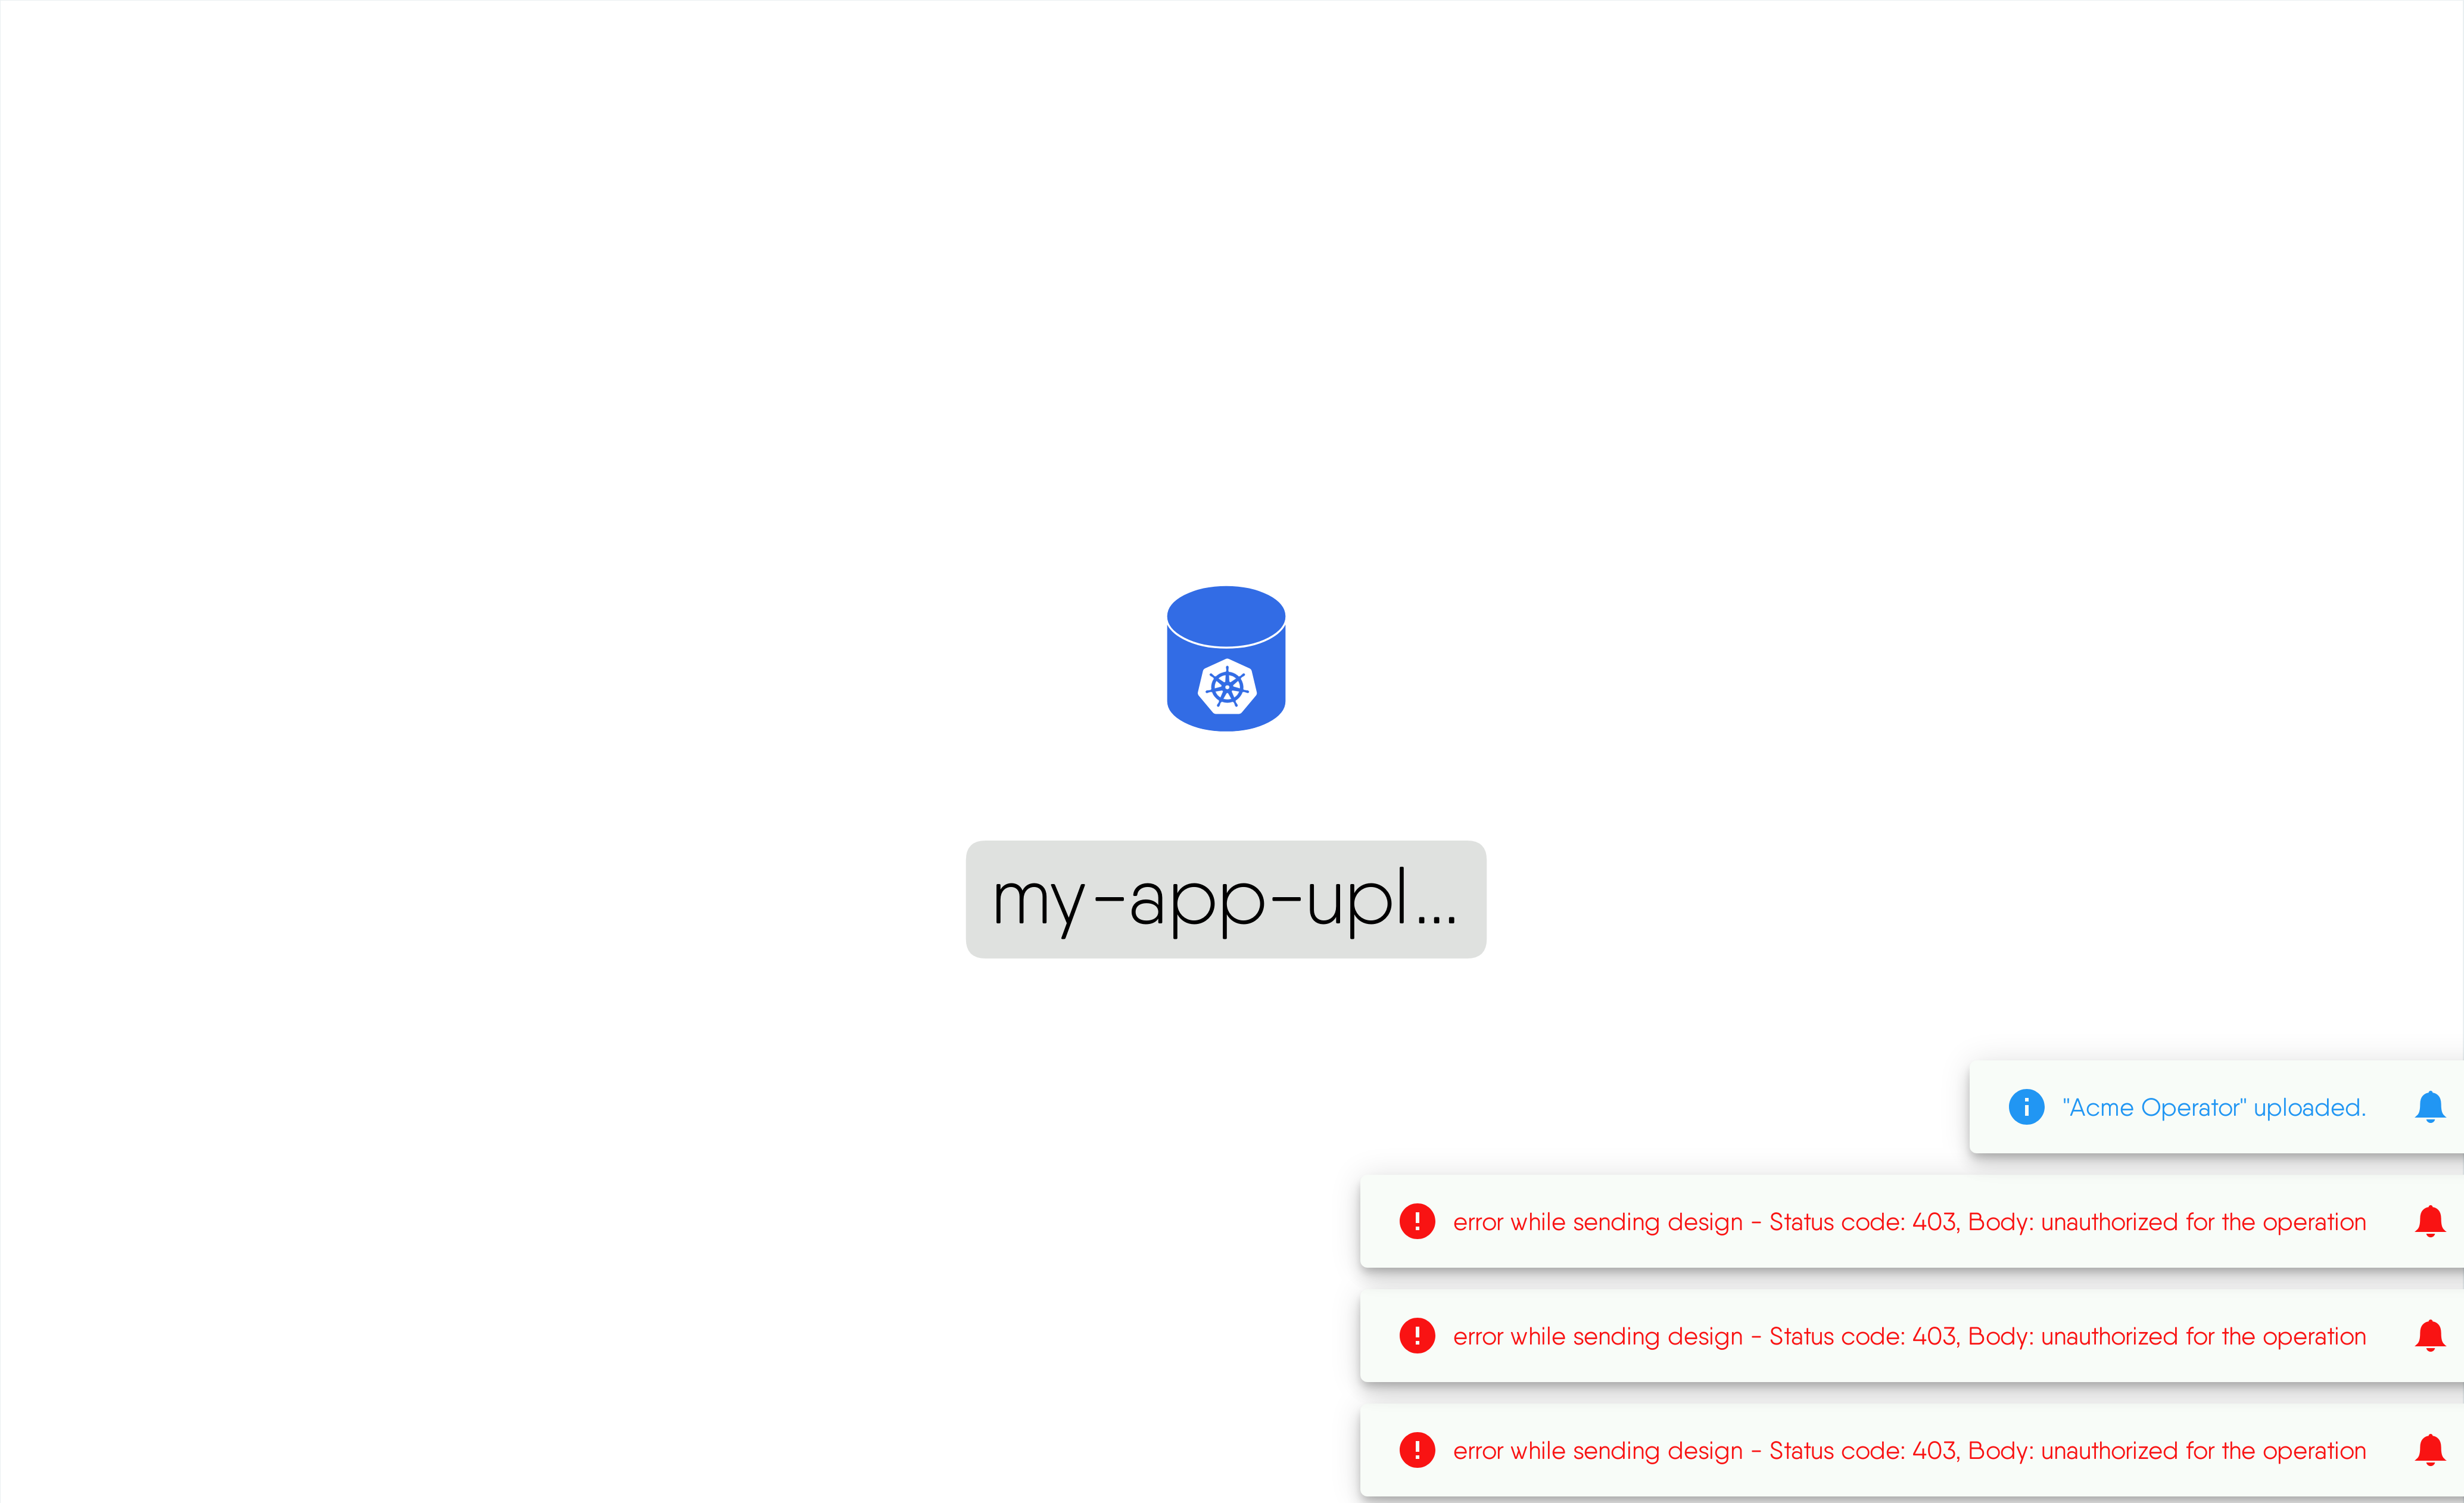 my-app-upl...
"Acme Operator" uploaded.
error while sending design - Status code: 403, Body: unauthorized for the operation
error while sending design - Status code: 403, Body: unauthorized for the operation
error while sending design - Status code: 403, Body: unauthorized for the operation